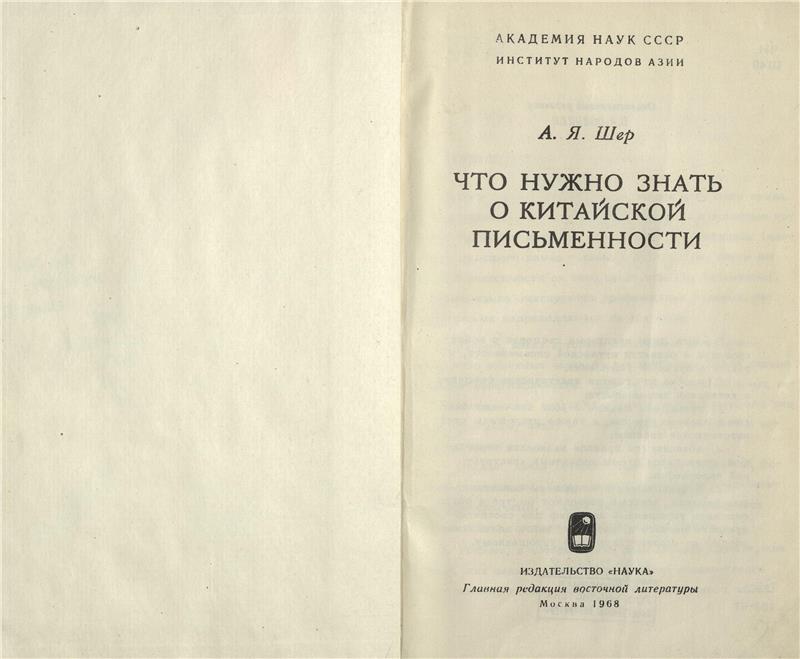 АКАДЕМИЯ НАУК СССР
ИНСТИТУТ НАРОДОВ АЗИИ
А. Я. Шер
ЧТО НУЖНО ЗНАТЬ
О КИТАЙСКОЙ
ПИСЬМЕННОСТИ
ИЗДАТЕЛЬСТВО «НАУКА»
Главная редакция восточной литературы
Москва 1968